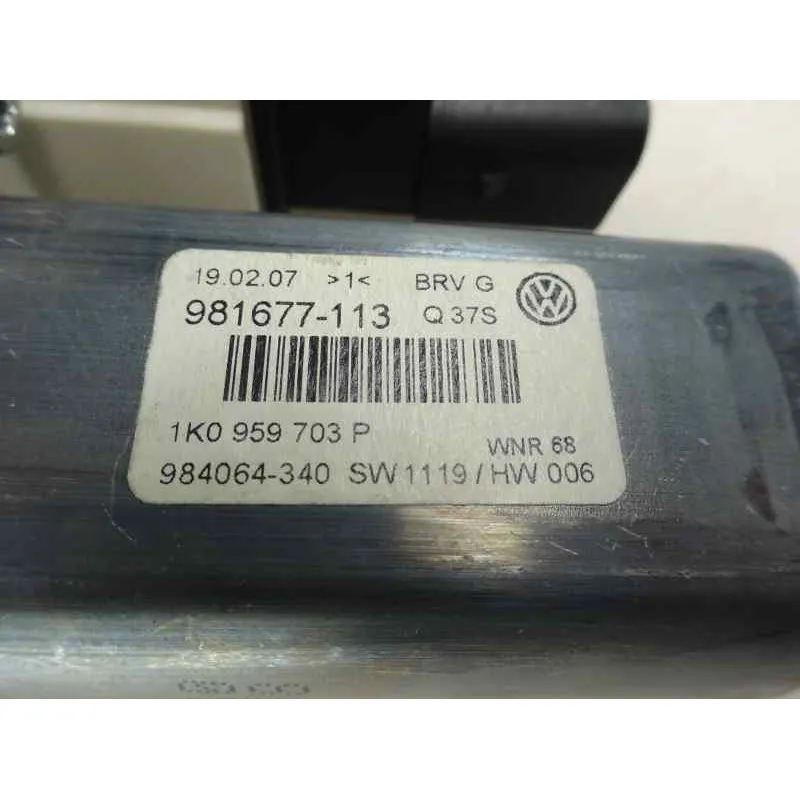 19.02.07 >1< BRV G
981677-113 Q 37S
1K0 959 703 P WNR 68
984064-340 SW 1119 / HW 006